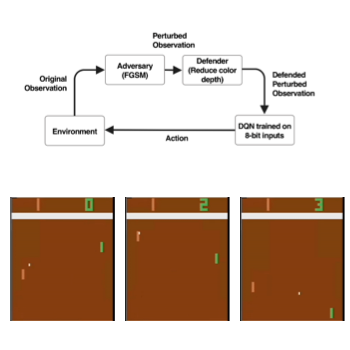 Perturbed
Observation
Adversary
(FGSM)
Defender
(Reduce color
depth)
Original
Observation
Defended
Perturbed
Observation
Environment
DQN trained on
8-bit inputs
Action
0
2
3